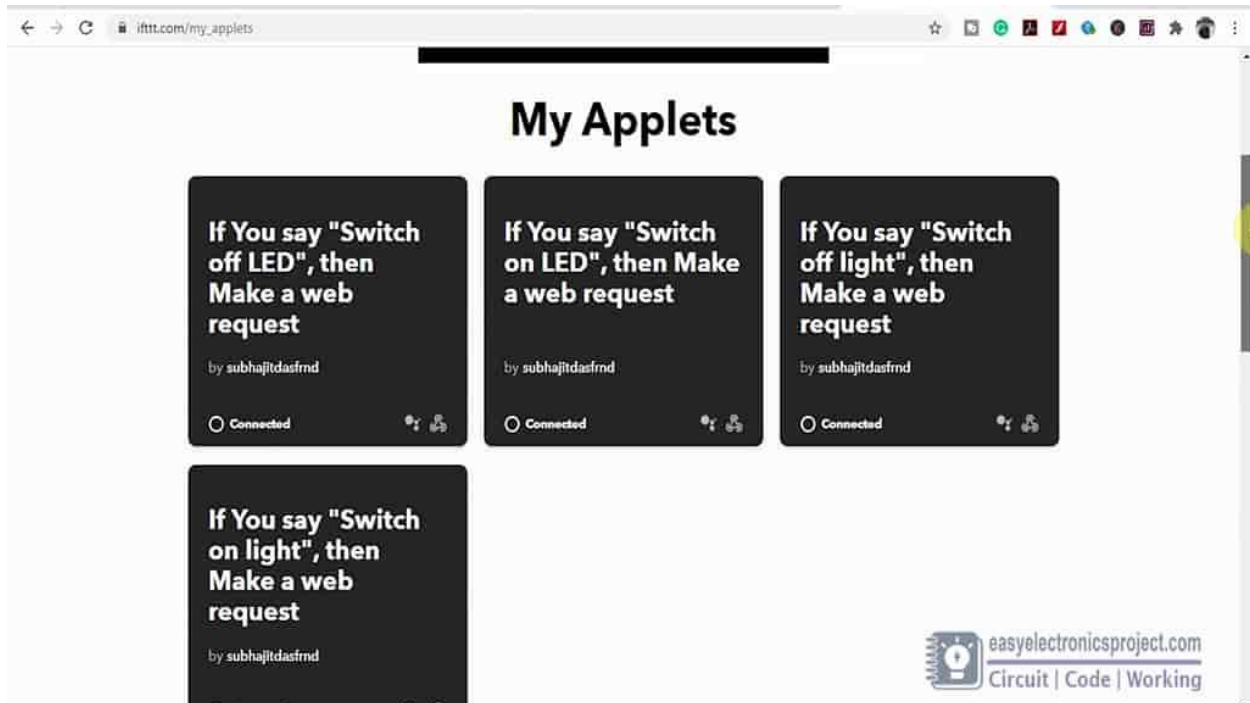 ifttt.com/my_applets
My Applets
If You say "Switch
off LED", then
Make a web
request
by subhajitdasfrnd
Connected
If You say "Switch
on LED", then Make
a web request
by subhajitdasfrnd
Connected
If You say "Switch
off light", then
Make a web
request
by subhajitdasfrnd
Connected
If You say "Switch
on light", then
Make a web
request
by subhajitdasfrnd
easyelectronicsproject.com
Circuit | Code | Working